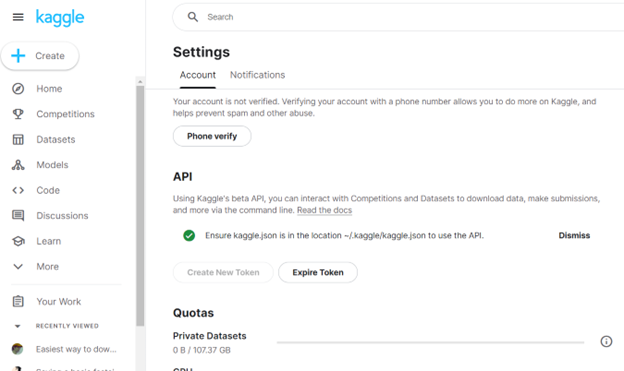 kaggle
Search
Create
Home
Competitions
Datasets
Models
Code
Discussions
Learn
More
Your Work
RECENTLY VIEWED
Easiest way to dow...
Settings
Account Notifications
Your account is not verified. Verifying your account with a phone number allows you to do more on Kaggle, and
helps prevent spam and other abuse.
Phone verify
API
Using Kaggle's beta API, you can interact with Competitions and Datasets to download data, make submissions,
and more via the command line. Read the docs
Ensure kaggle.json is in the location ~/.kaggle/kaggle.json to use the API. Dismiss
Create New Token Expire Token
Quotas
Private Datasets
0 B / 107.37 GB